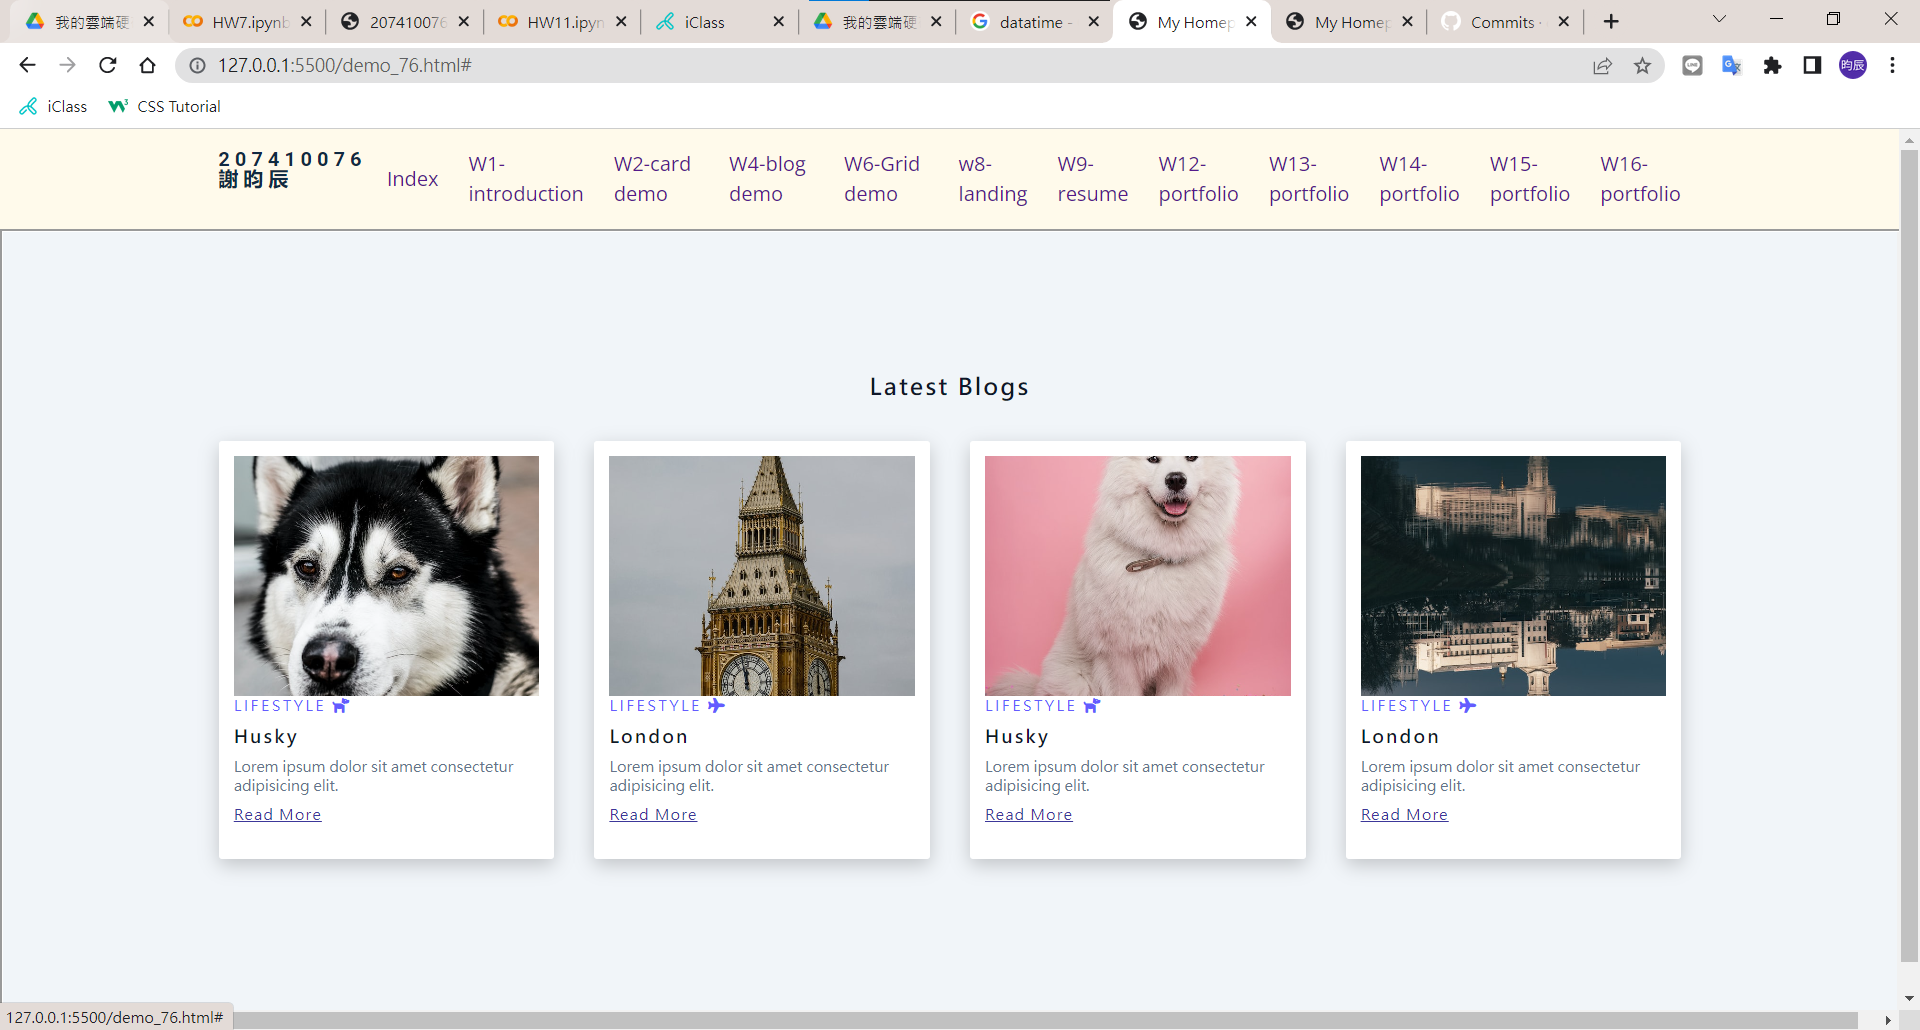 我的雲端硬
HW7.ipynb
207410076
HW11.ipyn
iClass
我的雲端硬
datatime -
My Homep
My Homep
Commits ·
127.0.0.1:5500/demo_76.html#
昀辰
iClass
CSS Tutorial
207410076
謝昀辰
Index
W1-
introduction
W2-card
demo
W4-blog
demo
W6-Grid
demo
w8-
landing
W9-
resume
W12-
portfolio
W13-
portfolio
W14-
portfolio
W15-
portfolio
W16-
portfolio
Latest Blogs
LIFESTYLE
Husky
Lorem ipsum dolor sit amet consectetur
adipisicing elit.
Read More
LIFESTYLE
London
Lorem ipsum dolor sit amet consectetur
adipisicing elit.
Read More
LIFESTYLE
Husky
Lorem ipsum dolor sit amet consectetur
adipisicing elit.
Read More
LIFESTYLE
London
Lorem ipsum dolor sit amet consectetur
adipisicing elit.
Read More
127.0.0.1:5500/demo_76.html#